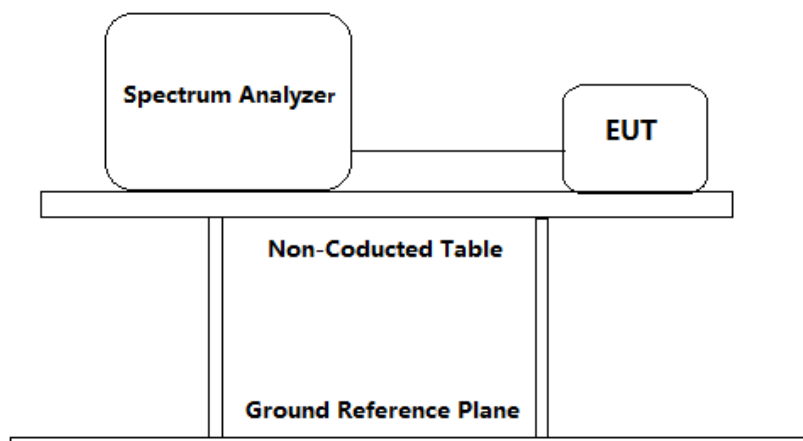 Spectrum Analyzer
EUT
Non-Coducted Table
Ground Reference Plane